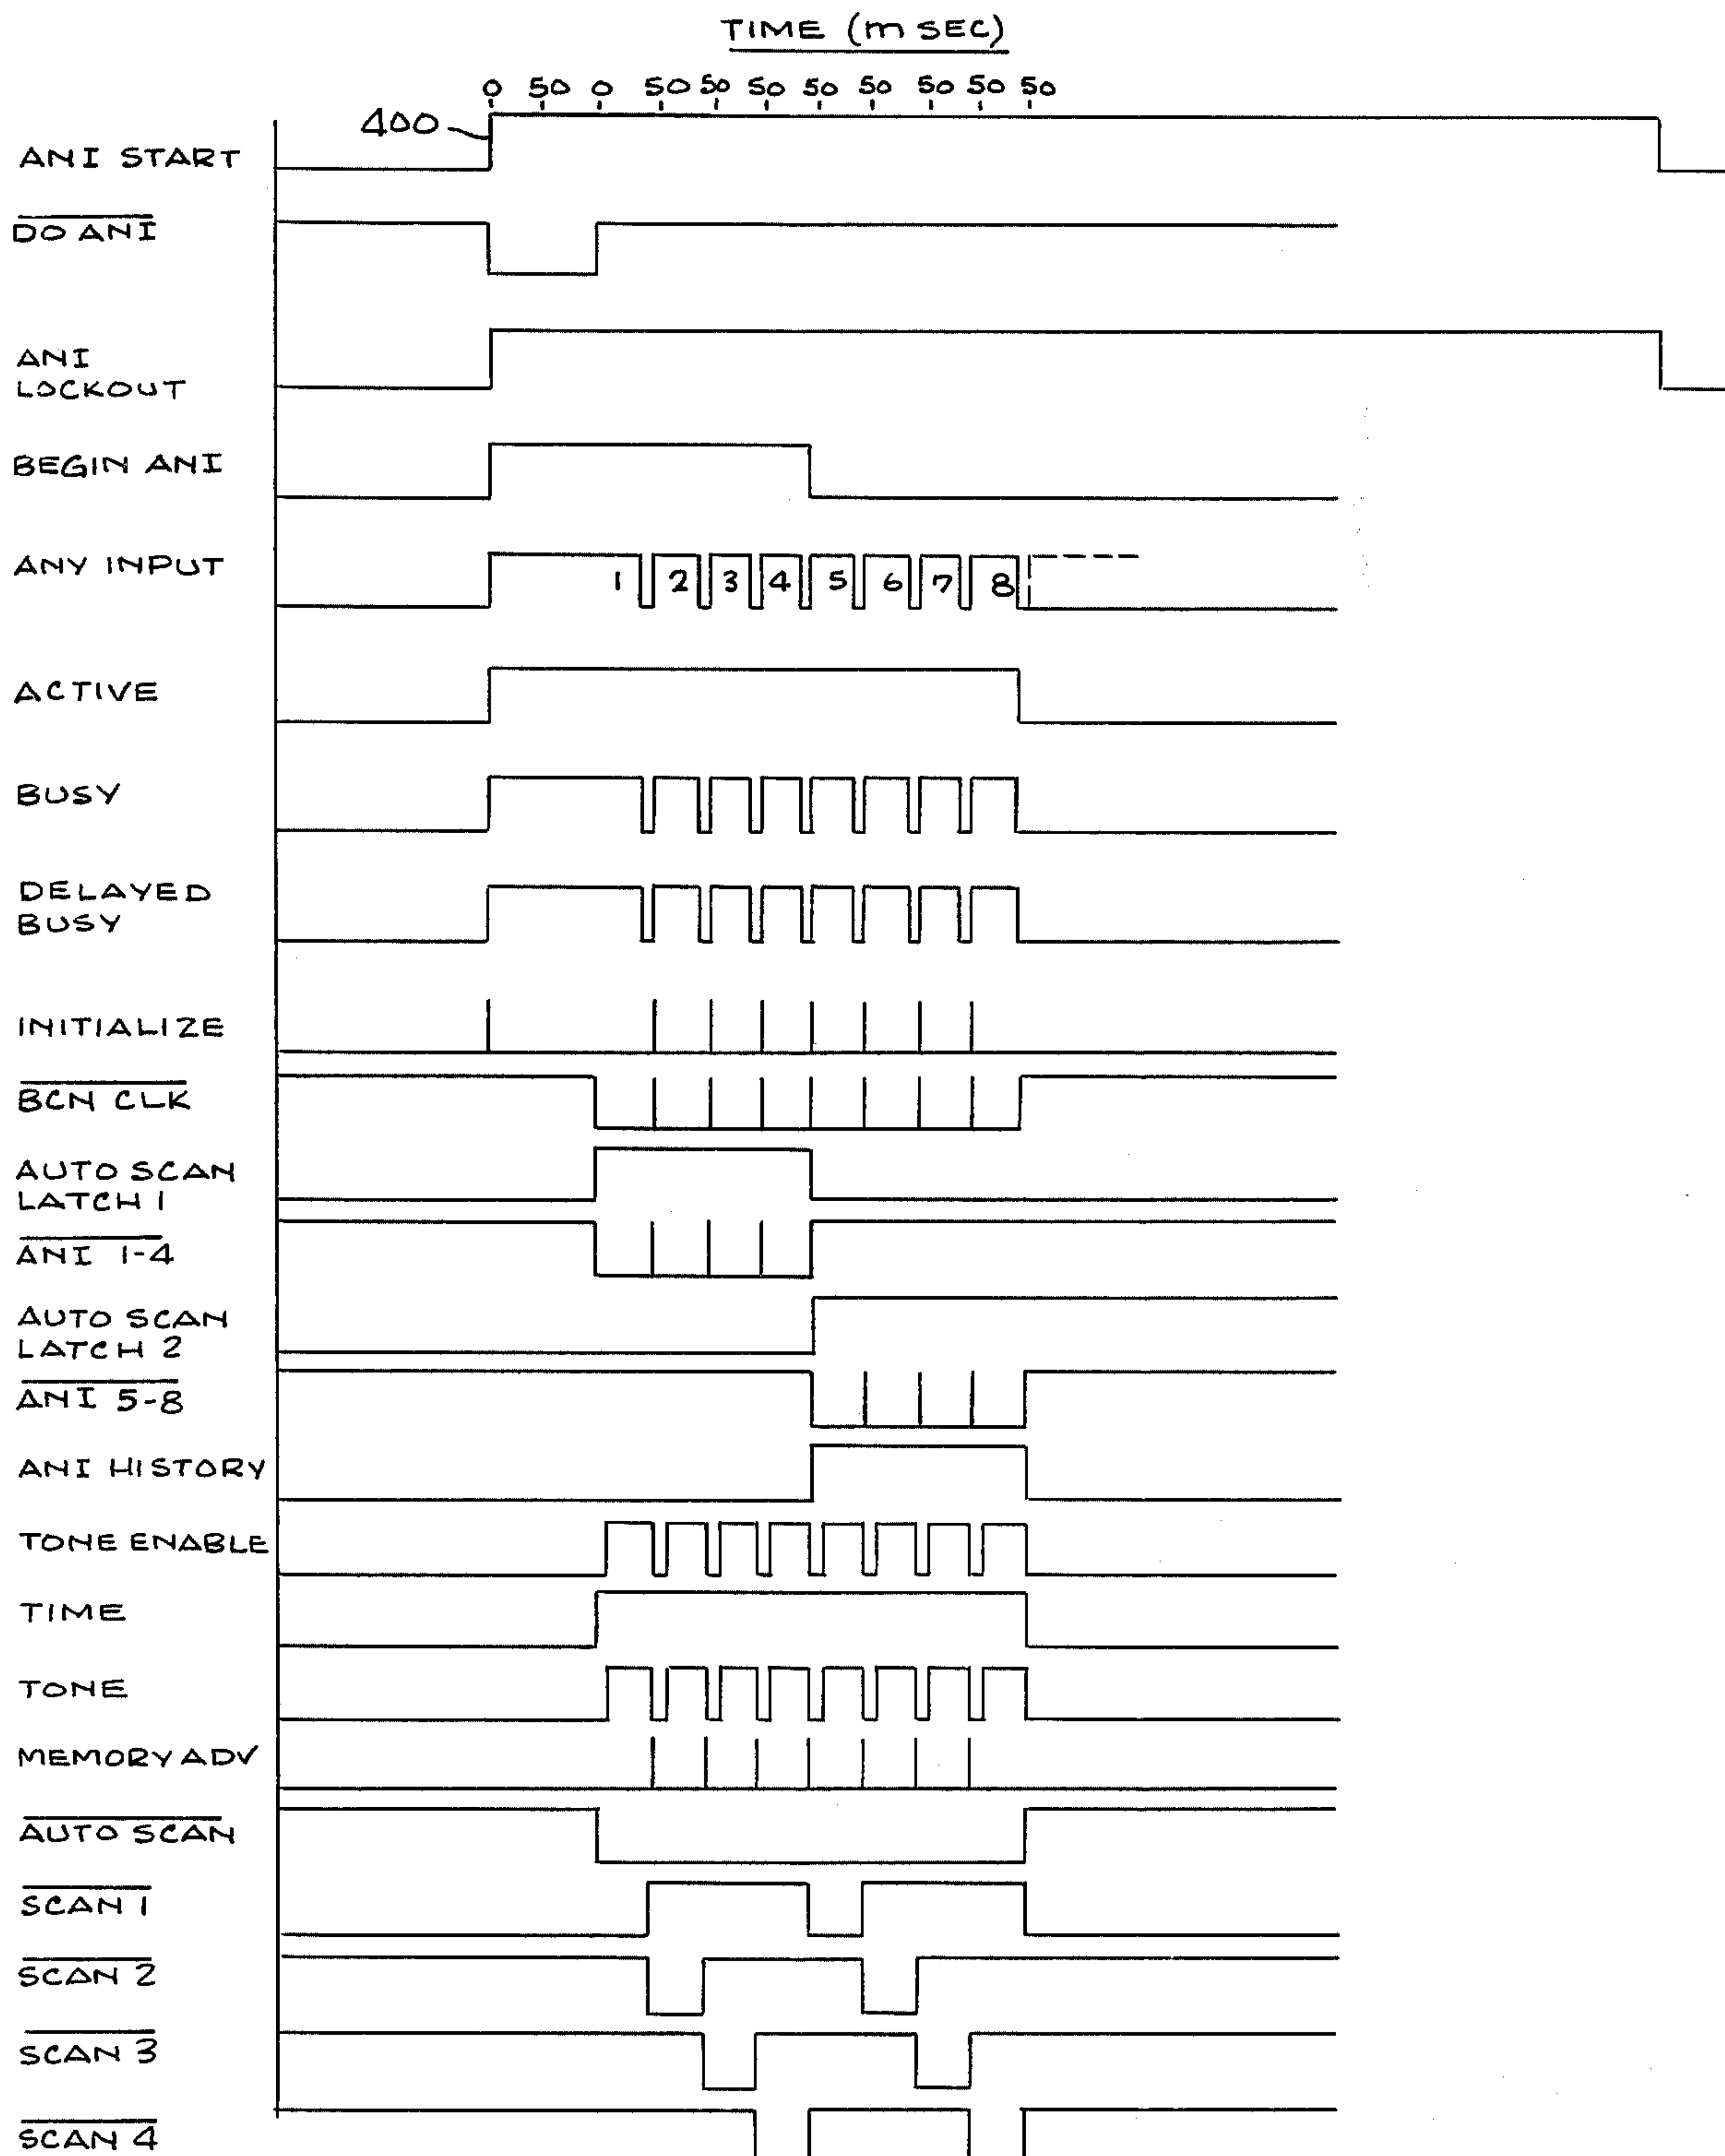 TIME (m SEC)
0 50 0 50 50 50 50 50 50 50 50
400
ANI START
DO ANI
ANI
LOCKOUT
BEGIN ANI
ANY INPUT
1 2 3 4 5 6 7 8
ACTIVE
BUSY
DELAYED
BUSY
INITIALIZE
BCN CLK
AUTO SCAN
LATCH 1
ANI 1-4
AUTO SCAN
LATCH 2
ANI 5-8
ANI HISTORY
TONE ENABLE
TIME
TONE
MEMORY ADV
AUTO SCAN
SCAN 1
SCAN 2
SCAN 3
SCAN 4